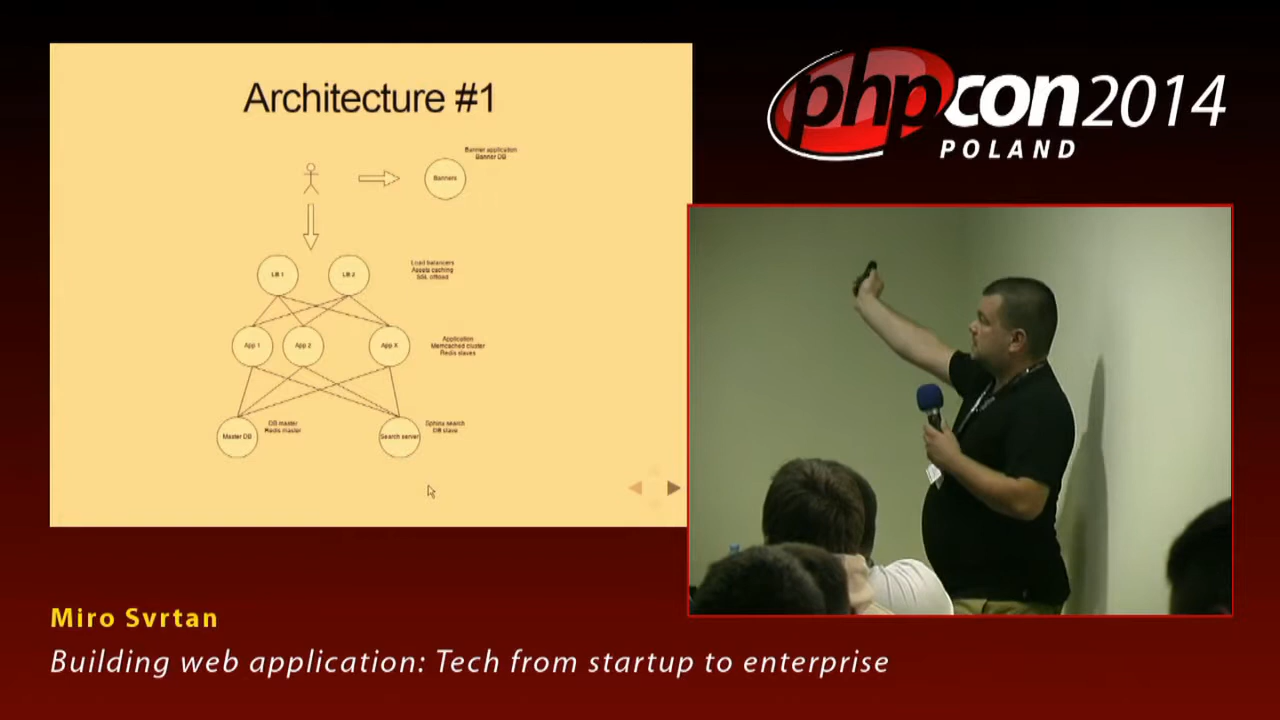 Architecture #1
Banner application
Banner DB
Banners
LB 1
LB 2
Load balancers
Assets caching
SSL offload
App 1
App 2
App X
Application
Memcached cluster
Redis slaves
Master DB
DB master
Redis master
Search server
Sphinx search
DB slave
phpcon 2014
POLAND
Miro Svrtan
Building web application: Tech from startup to enterprise